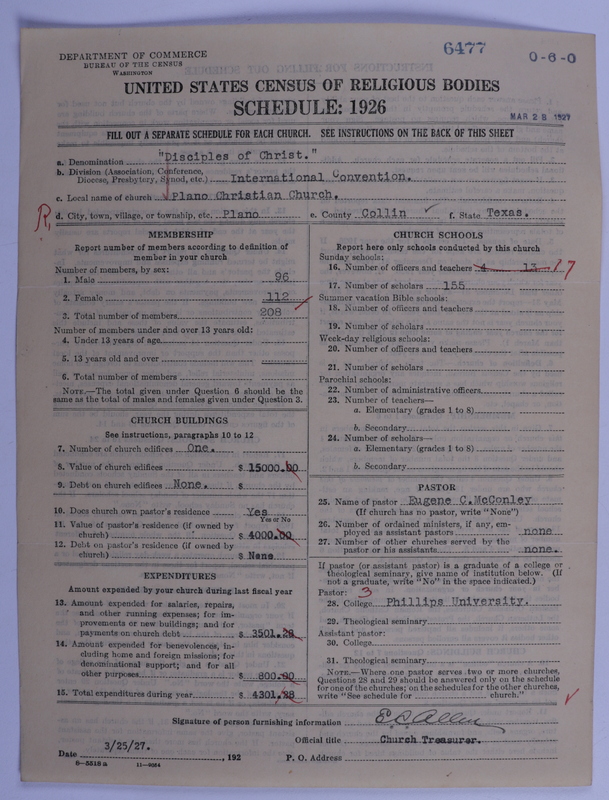 DEPARTMENT OF COMMERCE
BUREAU OF THE CENSUS
WASHINGTON
6477
0-6-0
UNITED STATES CENSUS OF RELIGIOUS BODIES
SCHEDULE: 1926
MAR 28 1927
FILL OUT A SEPARATE SCHEDULE FOR EACH CHURCH. SEE INSTRUCTIONS ON THE BACK OF THIS SHEET
a. Denomination "Disciples of Christ."
b. Division (Association, Conference,
Diocese, Presbytery, Synod, etc.) International Convention.
c. Local name of church Plano Christian Church.
R,
d. City, town, village, or township, etc. Plano e. County Collin f. State Texas.
MEMBERSHIP
Report number of members according to definition of
member in your church
Number of members, by sex:
1. Male 96
2. Female 112
3. Total number of members 208
Number of members under and over 13 years old:
4. Under 13 years of age
5. 13 years old and over
6. Total number of members
NOTE.—The total given under Question 6 should be the
same as the total of males and females given under Question 3.
CHURCH BUILDINGS
See instructions, paragraphs 10 to 12
7. Number of church edifices One.
8. Value of church edifices $ 15000.00
9. Debt on church edifices None. $
10. Does church own pastor's residence Yes
Yes or No
11. Value of pastor's residence (if owned by
church) $ 4000.00
12. Debt on pastor's residence (if owned by
church) $ None
EXPENDITURES
Amount expended by your church during last fiscal year
13. Amount expended for salaries, repairs,
and other running expenses; for im-
provements or new buildings; and for
payments on church debt $ 3501.28
14. Amount expended for benevolences, in-
cluding home and foreign missions; for
denominational support; and for all
other purposes $ 800.00
15. Total expenditures during year $ 4301.28
CHURCH SCHOOLS
Report here only schools conducted by this church
Sunday schools:
16. Number of officers and teachers 4 13 17
17. Number of scholars 155
Summer vacation Bible schools:
18. Number of officers and teachers
19. Number of scholars
Week-day religious schools:
20. Number of officers and teachers
21. Number of scholars
Parochial schools:
22. Number of administrative officers
23. Number of teachers—
a. Elementary (grades 1 to 8)
b. Secondary
24. Number of scholars—
a. Elementary (grades 1 to 8)
b. Secondary
PASTOR
25. Name of pastor Eugene C.McConley
(If church has no pastor, write "None")
26. Number of ordained ministers, if any, em-
ployed as assistant pastors none
27. Number of other churches served by the
pastor or his assistants none.
If pastor (or assistant pastor) is a graduate of a college or
theological seminary, give name of institution below. (If
not a graduate, write "No" in the space indicated.)
Pastor: 3
28. College Phillips University.
29. Theological seminary
Assistant pastor:
30. College
31. Theological seminary
NOTE.—Where one pastor serves two or more churches,
Questions 28 and 29 should be answered only on the schedule
for one of the churches; on the schedules for the other churches,
write "See schedule for church."
Signature of person furnishing information E.C. Allen
Official title Church Treasurer.
Date 3/25/27. , 192 P. O. Address
8-5518 a 11-9064